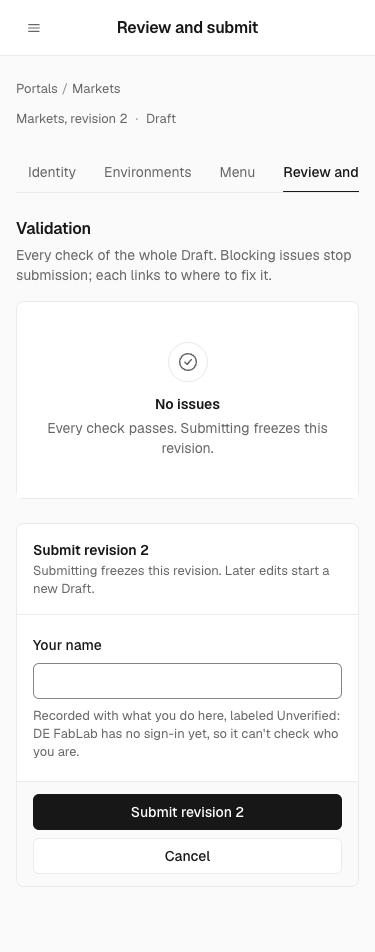 Review and submit
Portals / Markets
Markets, revision 2 · Draft
Identity Environments Menu Review and
Validation
Every check of the whole Draft. Blocking issues stop
submission; each links to where to fix it.
No issues
Every check passes. Submitting freezes this
revision.
Submit revision 2
Submitting freezes this revision. Later edits start a
new Draft.
Your name
Recorded with what you do here, labeled Unverified:
DE FabLab has no sign-in yet, so it can't check who
you are.
Submit revision 2
Cancel